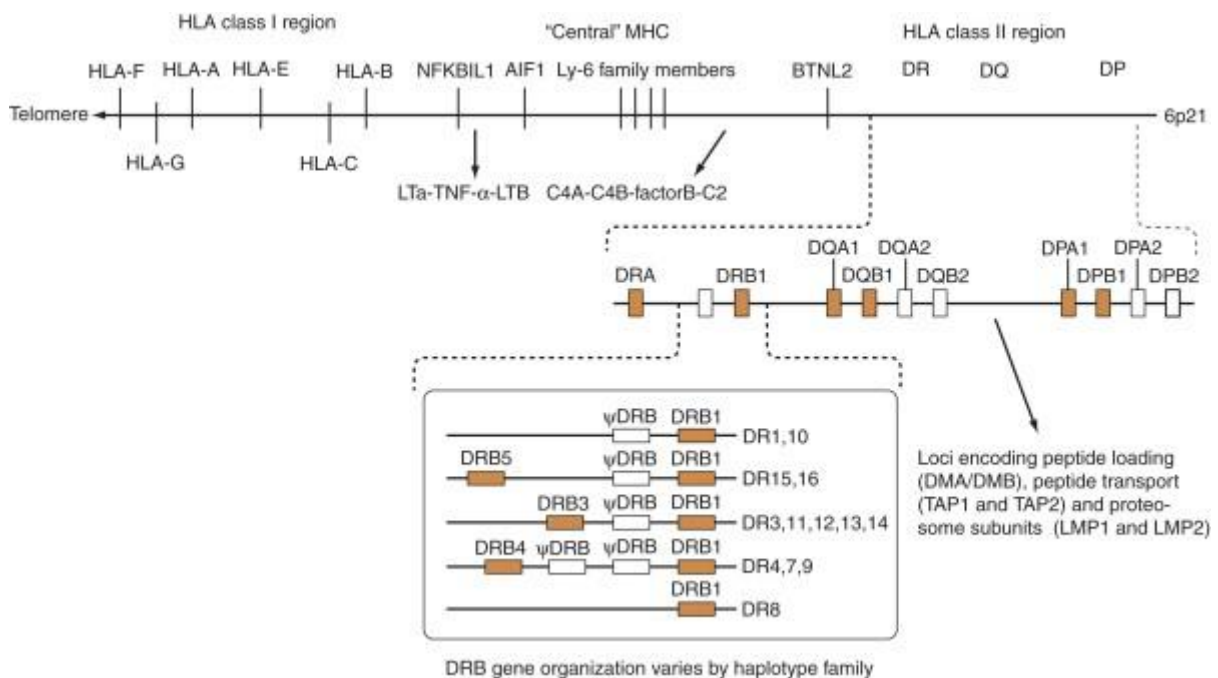 HLA class I region
"Central" MHC
HLA class II region
HLA-F
HLA-A
HLA-E
HLA-B
NFKBIL1
AIF1
Ly-6 family members
BTNL2
DR
DQ
DP
Telomere
6p21
HLA-G
HLA-C
LTa-TNF-α-LTB
C4A-C4B-factorB-C2
DRA
DRB1
DQA1
DQB1
DQA2
DQB2
DPA1
DPB1
DPA2
DPB2
ψDRB
DRB1
DR1,10
DRB5
ψDRB
DRB1
DR15,16
DRB3
ψDRB
DRB1
DR3,11,12,13,14
DRB4
ψDRB
ψDRB
DRB1
DR4,7,9
DRB1
DR8
Loci encoding peptide loading
(DMA/DMB), peptide transport
(TAP1 and TAP2) and proteo-
some subunits (LMP1 and LMP2)
DRB gene organization varies by haplotype family